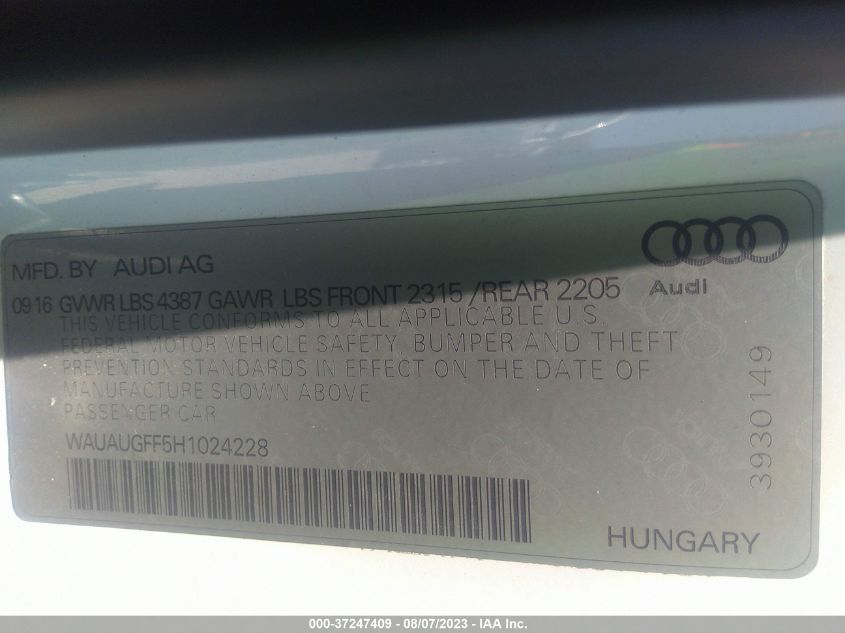 MFD. BY AUDI AG
Audi
09 16 GVWR LBS 4387 GAWR LBS FRONT 2315 / REAR 2205
THIS VEHICLE CONFORMS TO ALL APPLICABLE U.S.
FEDERAL MOTOR VEHICLE SAFETY, BUMPER AND THEFT
PREVENTION STANDARDS IN EFFECT ON THE DATE OF
MANUFACTURE SHOWN ABOVE
PASSENGER CAR
WAUAUGFF5H1024228
3930149
HUNGARY
000-37247409 - 08/07/2023 - IAA Inc.